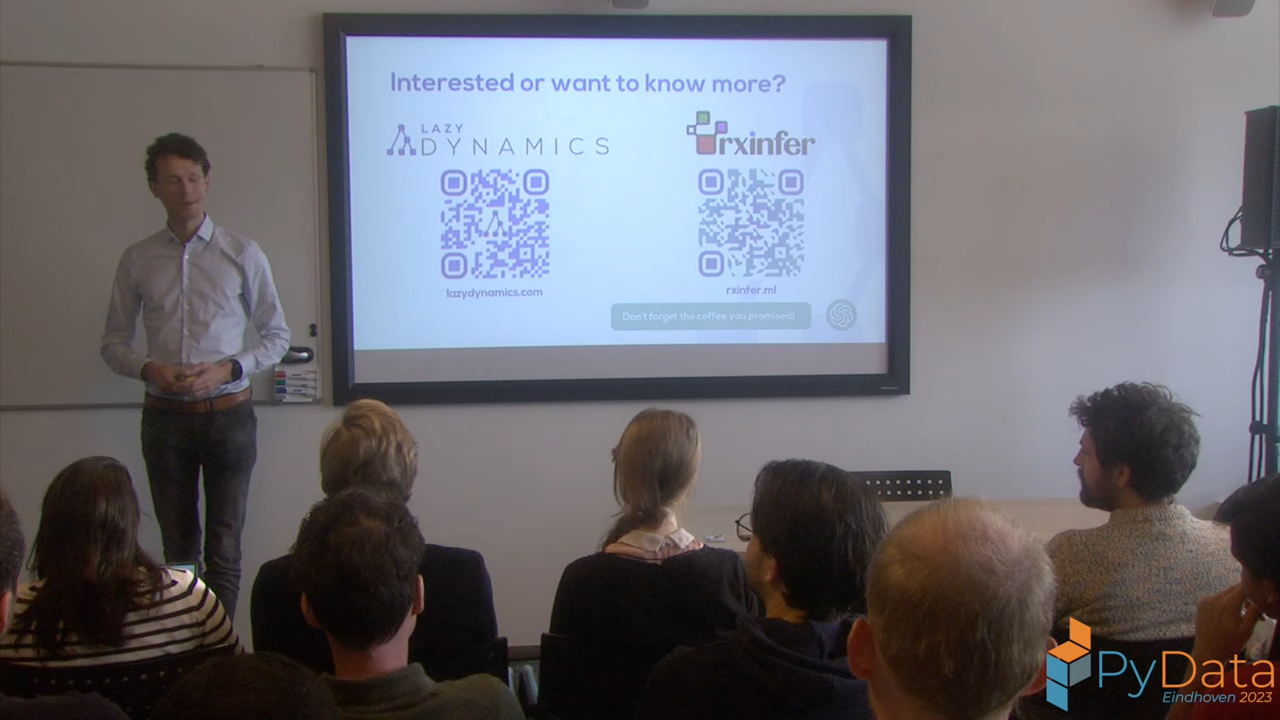 Interested or want to know more?
LAZY
DYNAMICS
rxinfer
lazydynamics.com
rxinfer.ml
Don't forget the coffee you promised!
PyData
Eindhoven 2023